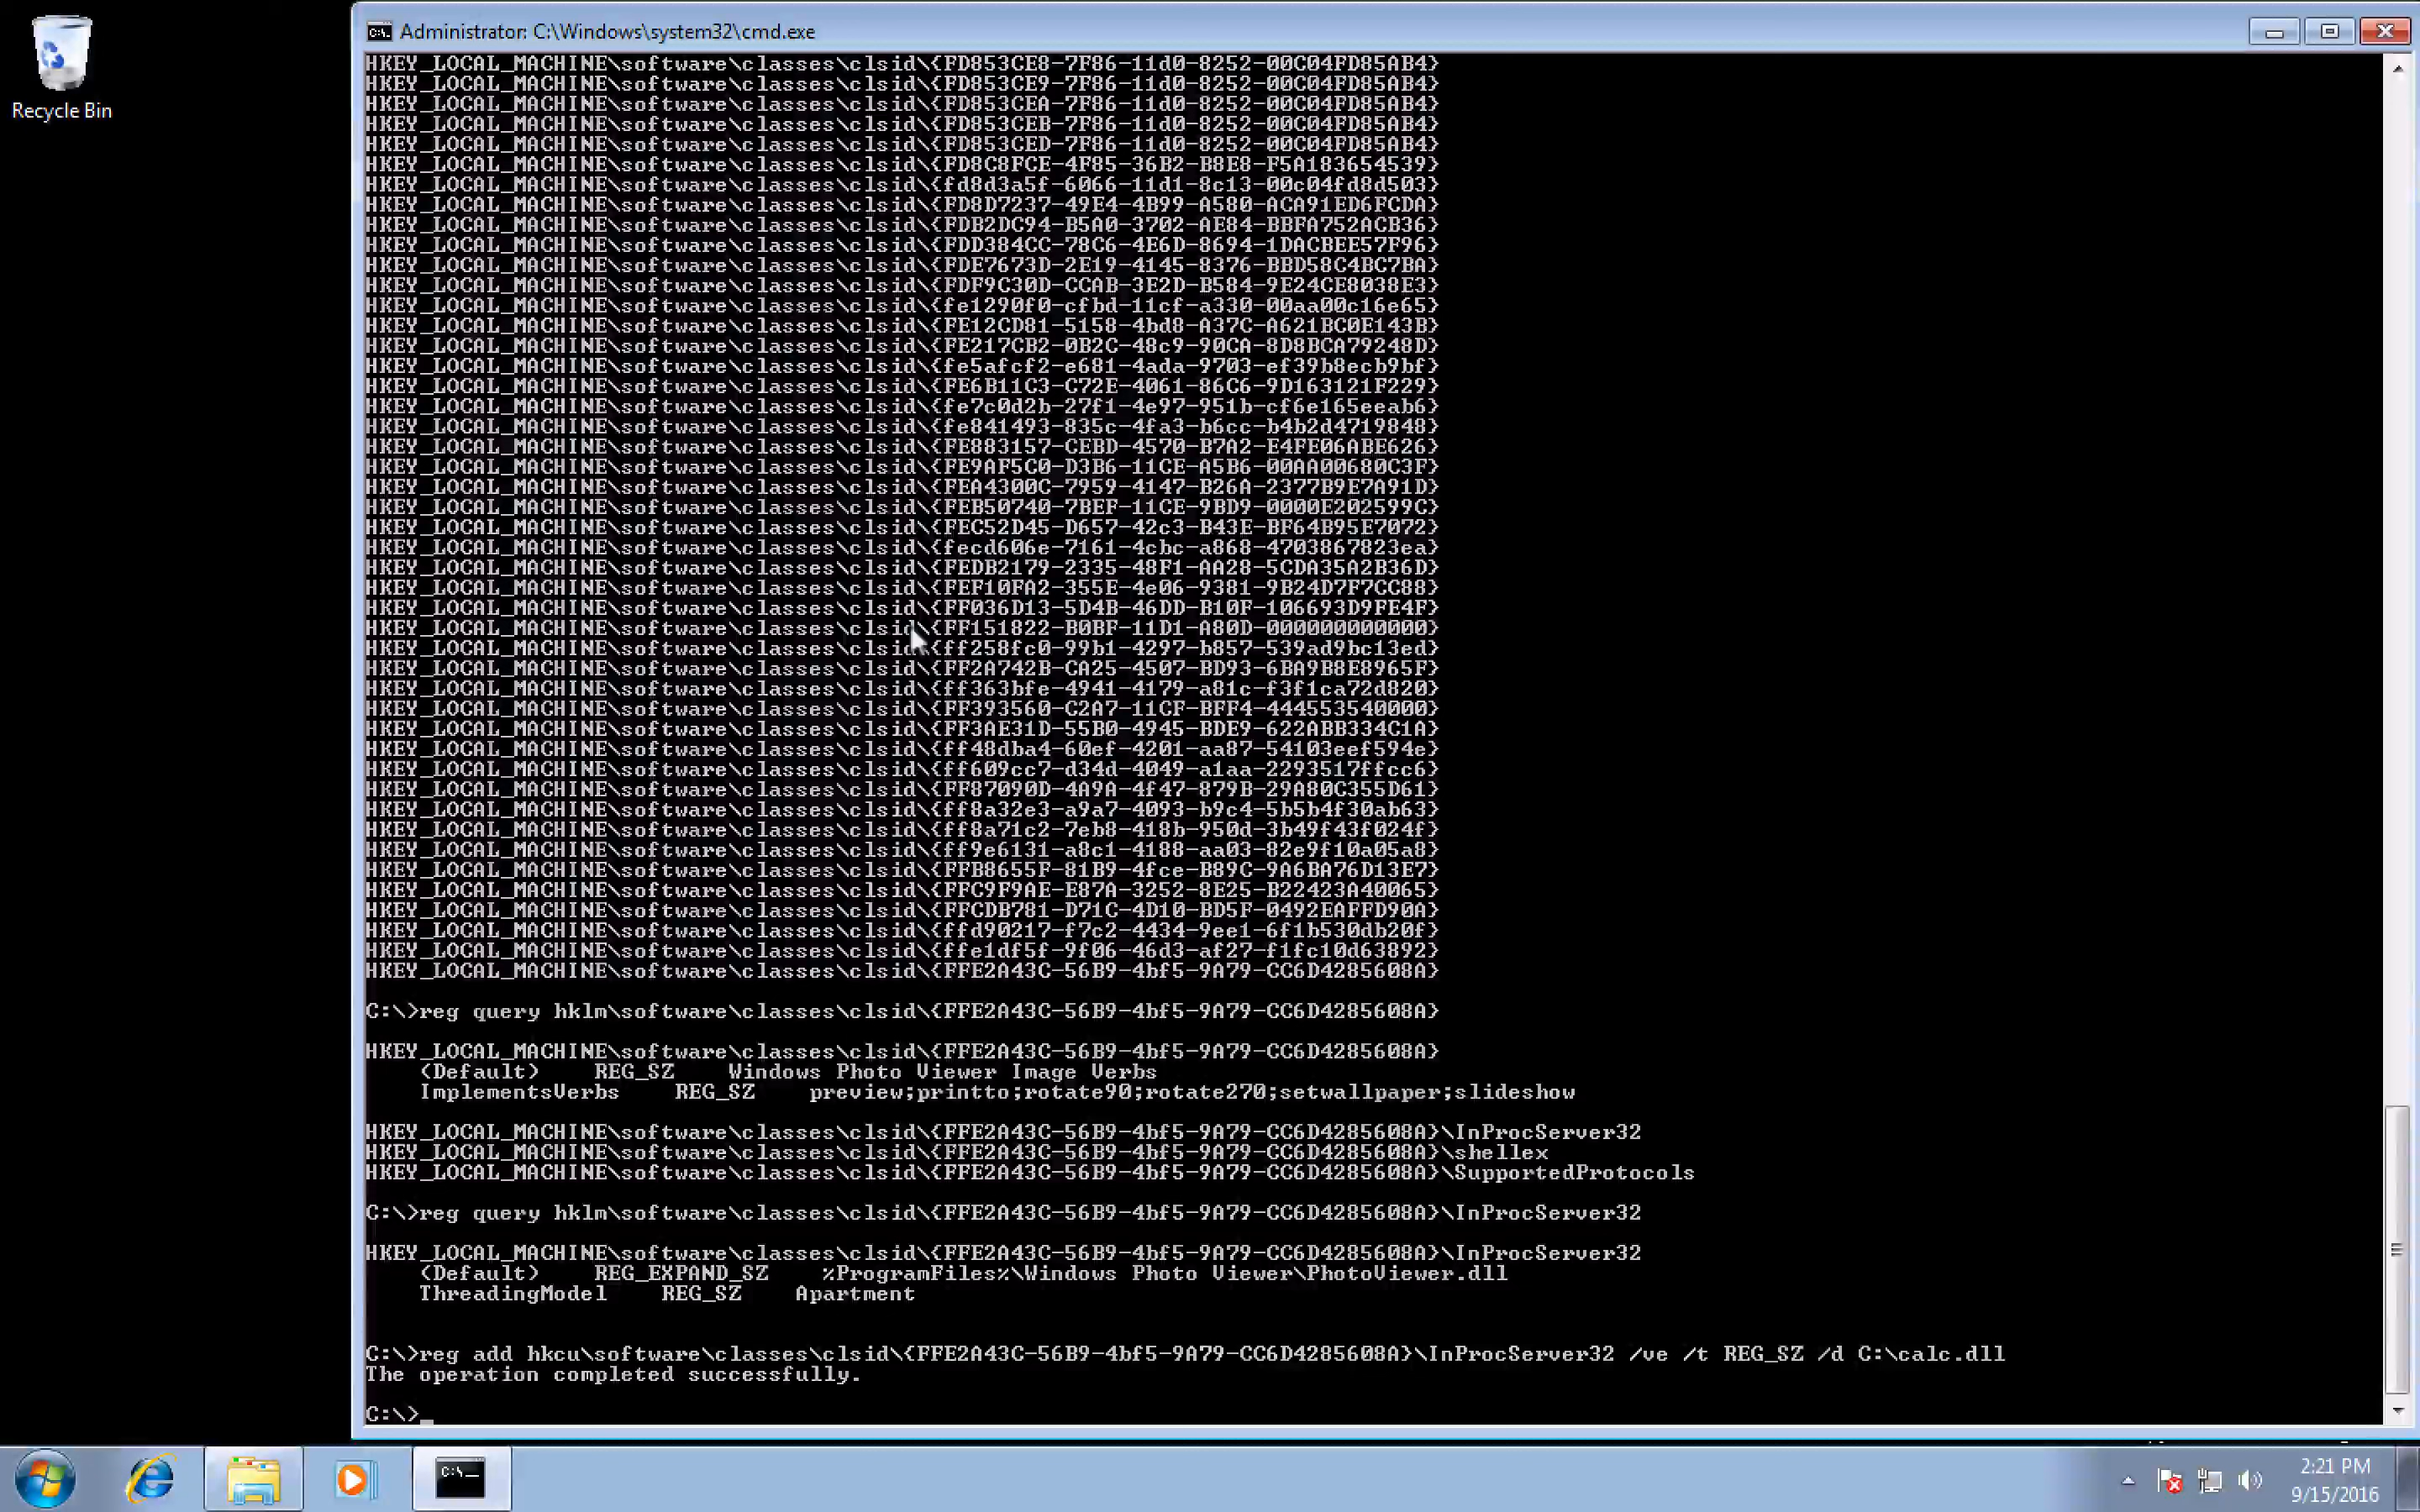 Recycle Bin
Administrator: C:\Windows\system32\cmd.exe
HKEY_LOCAL_MACHINE\software\classes\clsid\{FD853CE8-7F86-11d0-8252-00C04FD85AB4}
HKEY_LOCAL_MACHINE\software\classes\clsid\{FD853CE9-7F86-11d0-8252-00C04FD85AB4}
HKEY_LOCAL_MACHINE\software\classes\clsid\{FD853CEA-7F86-11d0-8252-00C04FD85AB4}
HKEY_LOCAL_MACHINE\software\classes\clsid\{FD853CEB-7F86-11d0-8252-00C04FD85AB4}
HKEY_LOCAL_MACHINE\software\classes\clsid\{FD853CED-7F86-11d0-8252-00C04FD85AB4}
HKEY_LOCAL_MACHINE\software\classes\clsid\{FD8C8FCE-4F85-36B2-B8E8-F5A183654539}
HKEY_LOCAL_MACHINE\software\classes\clsid\{fd8d3a5f-6066-11d1-8c13-00c04fd8d503}
HKEY_LOCAL_MACHINE\software\classes\clsid\{FD8D7237-49E4-4B99-A580-ACA91ED6FCDA}
HKEY_LOCAL_MACHINE\software\classes\clsid\{FDB2DC94-B5A0-3702-AE84-BBFA752ACB36}
HKEY_LOCAL_MACHINE\software\classes\clsid\{FDD384CC-78C6-4E6D-8694-1DACBEE57F96}
HKEY_LOCAL_MACHINE\software\classes\clsid\{FDE7673D-2E19-4145-8376-BBD58C4BC7BA}
HKEY_LOCAL_MACHINE\software\classes\clsid\{FDF9C30D-CCAB-3E2D-B584-9E24CE8038E3}
HKEY_LOCAL_MACHINE\software\classes\clsid\{fe1290f0-cfbd-11cf-a330-00aa00c16e65}
HKEY_LOCAL_MACHINE\software\classes\clsid\{FE12CD81-5158-4bd8-A37C-A621BC0E143B}
HKEY_LOCAL_MACHINE\software\classes\clsid\{FE217CB2-0B2C-48c9-90CA-8D8BCA79248D}
HKEY_LOCAL_MACHINE\software\classes\clsid\{fe5afcf2-e681-4ada-9703-ef39b8ecb9bf}
HKEY_LOCAL_MACHINE\software\classes\clsid\{FE6B11C3-C72E-4061-86C6-9D163121F229}
HKEY_LOCAL_MACHINE\software\classes\clsid\{fe7c0d2b-27f1-4e97-951b-cf6e165eeab6}
HKEY_LOCAL_MACHINE\software\classes\clsid\{fe841493-835c-4fa3-b6cc-b4b2d4719848}
HKEY_LOCAL_MACHINE\software\classes\clsid\{FE883157-CEBD-4570-B7A2-E4FE06ABE626}
HKEY_LOCAL_MACHINE\software\classes\clsid\{FE9AF5C0-D3B6-11CE-A5B6-00AA00680C3F}
HKEY_LOCAL_MACHINE\software\classes\clsid\{FEA4300C-7959-4147-B26A-2377B9E7A91D}
HKEY_LOCAL_MACHINE\software\classes\clsid\{FEB50740-7BEF-11CE-9BD9-0000E202599C}
HKEY_LOCAL_MACHINE\software\classes\clsid\{FEC52D45-D657-42c3-B43E-BF64B95E7072}
HKEY_LOCAL_MACHINE\software\classes\clsid\{fecd606e-7161-4cbc-a868-4703867823ea}
HKEY_LOCAL_MACHINE\software\classes\clsid\{FEDB2179-2335-48F1-AA28-5CDA35A2B36D}
HKEY_LOCAL_MACHINE\software\classes\clsid\{FEF10FA2-355E-4e06-9381-9B24D7F7CC88}
HKEY_LOCAL_MACHINE\software\classes\clsid\{FF036D13-5D4B-46DD-B10F-106693D9FE4F}
HKEY_LOCAL_MACHINE\software\classes\clsid\{FF151822-B0BF-11D1-A80D-000000000000}
HKEY_LOCAL_MACHINE\software\classes\clsid\{ff258fc0-99b1-4297-b857-539ad9bc13ed}
HKEY_LOCAL_MACHINE\software\classes\clsid\{FF2A742B-CA25-4507-BD93-6BA9B8E8965F}
HKEY_LOCAL_MACHINE\software\classes\clsid\{ff363bfe-4941-4179-a81c-f3f1ca72d820}
HKEY_LOCAL_MACHINE\software\classes\clsid\{FF393560-C2A7-11CF-BFF4-444553540000}
HKEY_LOCAL_MACHINE\software\classes\clsid\{FF3AE31D-55B0-4945-BDE9-622ABB334C1A}
HKEY_LOCAL_MACHINE\software\classes\clsid\{ff48dba4-60ef-4201-aa87-54103eef594e}
HKEY_LOCAL_MACHINE\software\classes\clsid\{ff609cc7-d34d-4049-a1aa-2293517ffcc6}
HKEY_LOCAL_MACHINE\software\classes\clsid\{FF87090D-4A9A-4f47-879B-29A80C355D61}
HKEY_LOCAL_MACHINE\software\classes\clsid\{ff8a32e3-a9a7-4093-b9c4-5b5b4f30ab63}
HKEY_LOCAL_MACHINE\software\classes\clsid\{ff8a71c2-7eb8-418b-950d-3b49f43f024f}
HKEY_LOCAL_MACHINE\software\classes\clsid\{ff9e6131-a8c1-4188-aa03-82e9f10a05a8}
HKEY_LOCAL_MACHINE\software\classes\clsid\{FFB8655F-81B9-4fce-B89C-9A6BA76D13E7}
HKEY_LOCAL_MACHINE\software\classes\clsid\{FFC9F9AE-E87A-3252-8E25-B22423A40065}
HKEY_LOCAL_MACHINE\software\classes\clsid\{FFCDB781-D71C-4D10-BD5F-0492EAFFD90A}
HKEY_LOCAL_MACHINE\software\classes\clsid\{ffd90217-f7c2-4434-9ee1-6f1b530db20f}
HKEY_LOCAL_MACHINE\software\classes\clsid\{ffe1df5f-9f06-46d3-af27-f1fc10d63892}
HKEY_LOCAL_MACHINE\software\classes\clsid\{FFE2A43C-56B9-4bf5-9A79-CC6D4285608A}
C:\>reg query hklm\software\classes\clsid\{FFE2A43C-56B9-4bf5-9A79-CC6D4285608A}
HKEY_LOCAL_MACHINE\software\classes\clsid\{FFE2A43C-56B9-4bf5-9A79-CC6D4285608A}
(Default) REG_SZ Windows Photo Viewer Image Verbs
ImplementsVerbs REG_SZ preview;printto;rotate90;rotate270;setwallpaper;slideshow
HKEY_LOCAL_MACHINE\software\classes\clsid\{FFE2A43C-56B9-4bf5-9A79-CC6D4285608A}\InProcServer32
HKEY_LOCAL_MACHINE\software\classes\clsid\{FFE2A43C-56B9-4bf5-9A79-CC6D4285608A}\shellex
HKEY_LOCAL_MACHINE\software\classes\clsid\{FFE2A43C-56B9-4bf5-9A79-CC6D4285608A}\SupportedProtocols
C:\>reg query hklm\software\classes\clsid\{FFE2A43C-56B9-4bf5-9A79-CC6D4285608A}\InProcServer32
HKEY_LOCAL_MACHINE\software\classes\clsid\{FFE2A43C-56B9-4bf5-9A79-CC6D4285608A}\InProcServer32
(Default) REG_EXPAND_SZ %ProgramFiles%\Windows Photo Viewer\PhotoViewer.dll
ThreadingModel REG_SZ Apartment
C:\>reg add hkcu\software\classes\clsid\{FFE2A43C-56B9-4bf5-9A79-CC6D4285608A}\InProcServer32 /ve /t REG_SZ /d C:\calc.dll
The operation completed successfully.
C:\>_
2:21 PM
9/15/2016